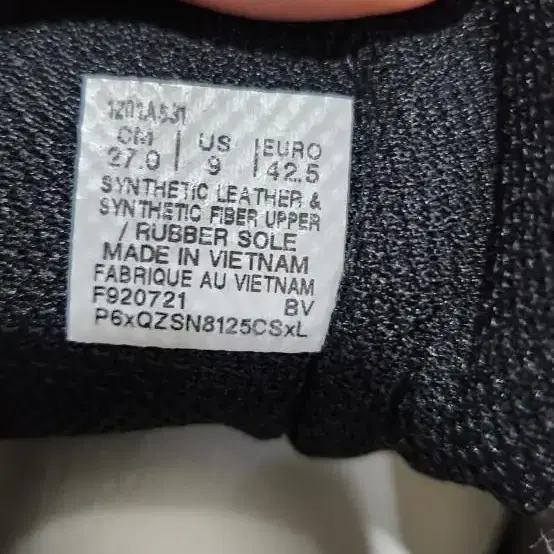 1201A531
CM | US | EURO
27.0 | 9 | 42.5
SYNTHETIC LEATHER &
SYNTHETIC FIBER UPPER
/ RUBBER SOLE
MADE IN VIETNAM
FABRIQUE AU VIETNAM
F920721 BV
P6xQZSN8125CSxL